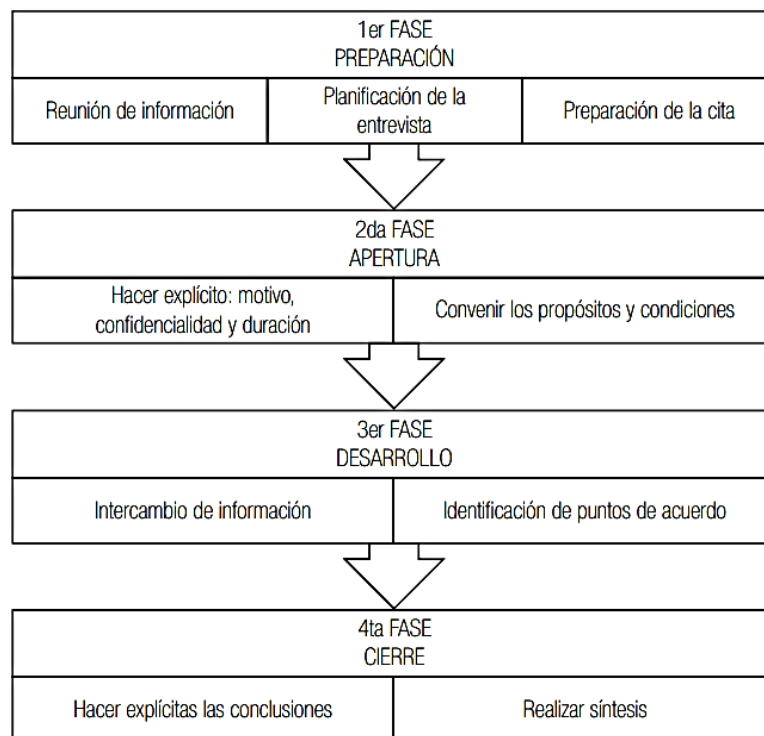 1er FASE
PREPARACIÓN
Reunión de información
Planificación de la
entrevista
Preparación de la cita
2da FASE
APERTURA
Hacer explícito: motivo,
confidencialidad y duración
Convenir los propósitos y condiciones
3er FASE
DESARROLLO
Intercambio de información
Identificación de puntos de acuerdo
4ta FASE
CIERRE
Hacer explícitas las conclusiones
Realizar síntesis